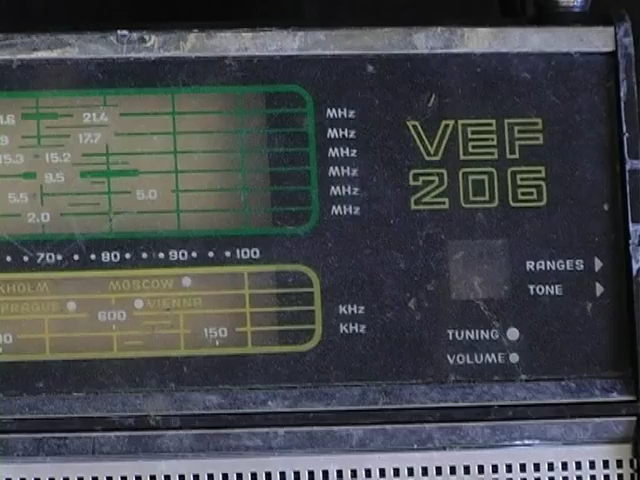 21.4 MHz
17.7 MHz
15.3 15.2 MHz
9.5 MHz
5.5 5.0 MHz
2.0 MHz
VEF
206
70 80 90 100
RANGES
TONE
MOSCOW
PRAGUE VIENNA
600 KHz
150 KHz
TUNING
VOLUME